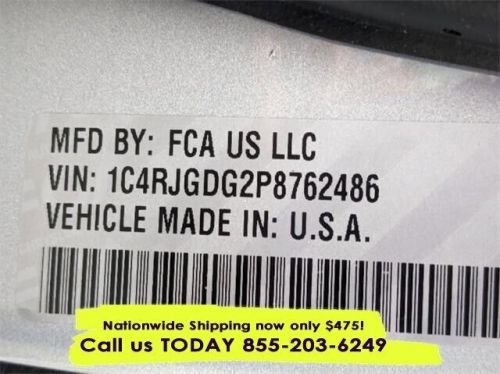 MFD BY: FCA US LLC
VIN: 1C4RJGDG2P8762486
VEHICLE MADE IN: U.S.A.
Nationwide Shipping now only $475!
Call us TODAY 855-203-6249